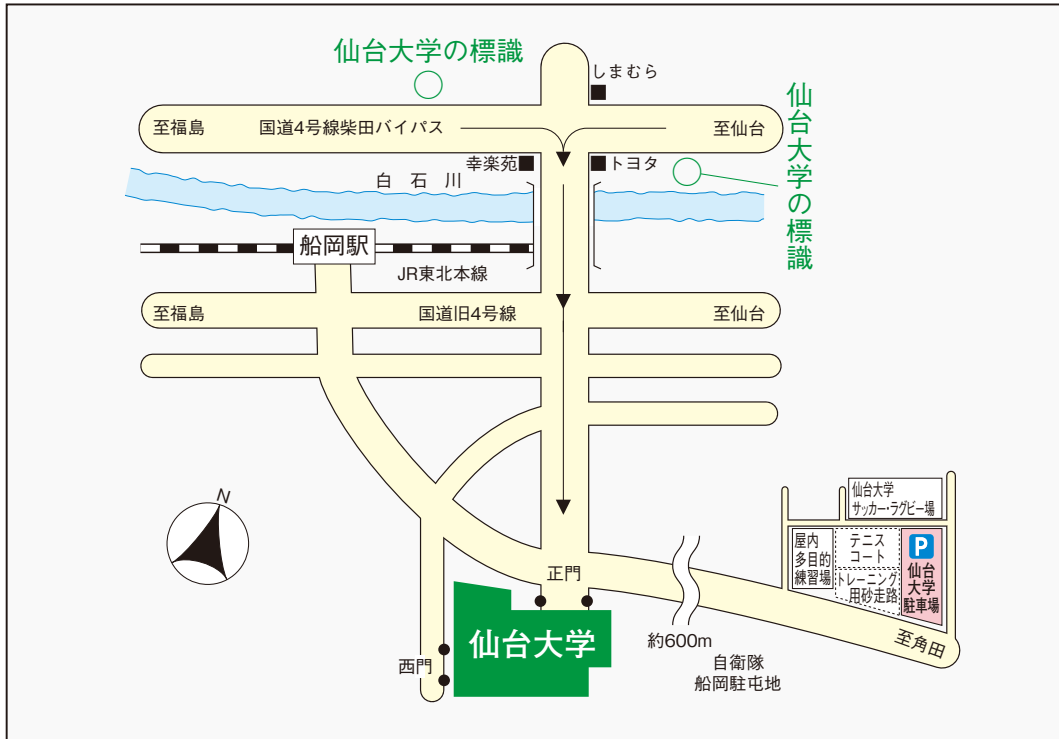 仙台大学の標識
しまむら
仙台大学の標識
至福島
国道4号線柴田バイパス
至仙台
幸楽苑
トヨタ
白石川
船岡駅
JR東北本線
至福島
国道旧4号線
至仙台
N
仙台大学
サッカー・ラグビー場
屋内
多目的
練習場
テニス
コート
トレーニング
用砂走路
P
仙台
大学
駐車場
正門
仙台大学
西門
約600m
至角田
自衛隊
船岡駐屯地